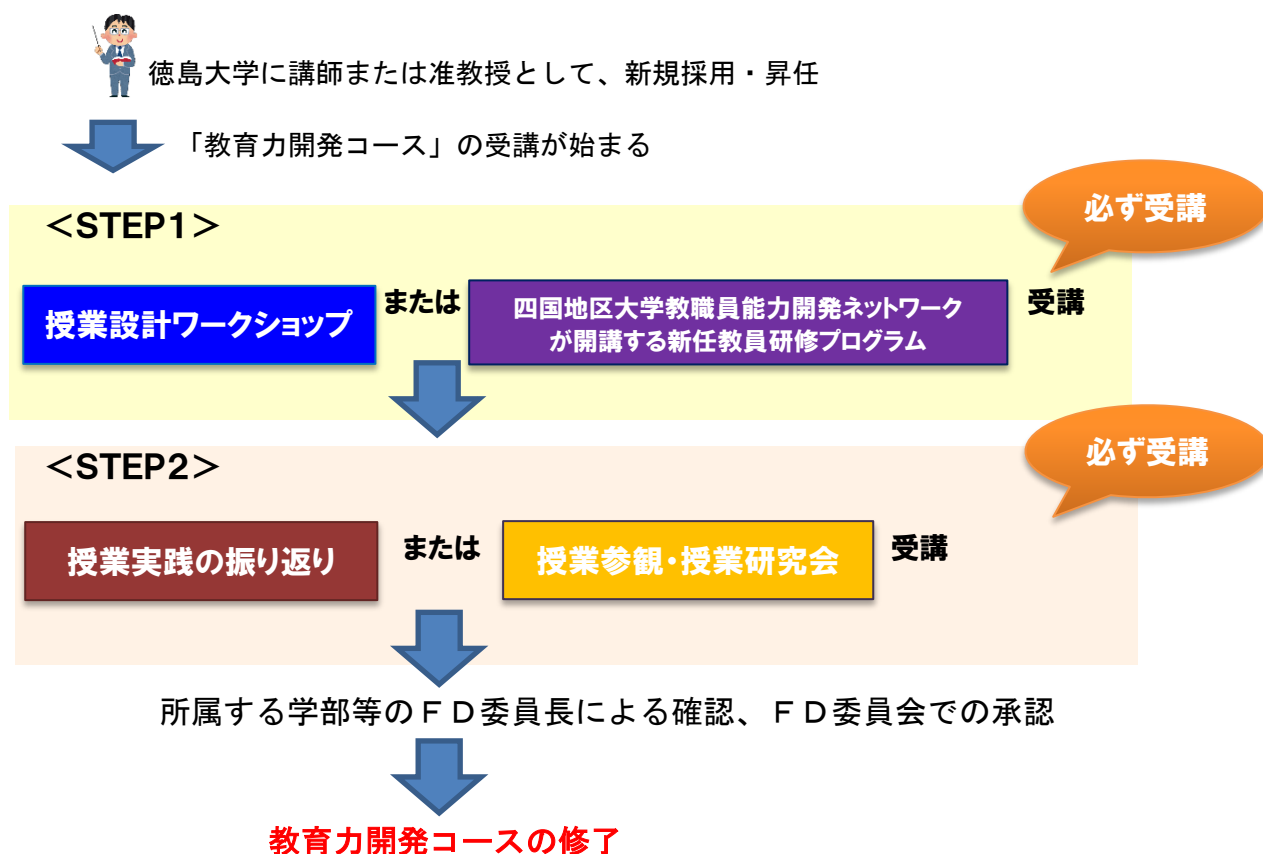 徳島大学に講師または准教授として、新規採用・昇任
「教育力開発コース」の受講が始まる
必ず受講
＜STEP1＞
授業設計ワークショップ
または
四国地区大学教職員能力開発ネットワーク
が開講する新任教員研修プログラム
受講
必ず受講
＜STEP2＞
授業実践の振り返り
または
授業参観・授業研究会
受講
所属する学部等のＦＤ委員長による確認、ＦＤ委員会での承認
教育力開発コースの修了